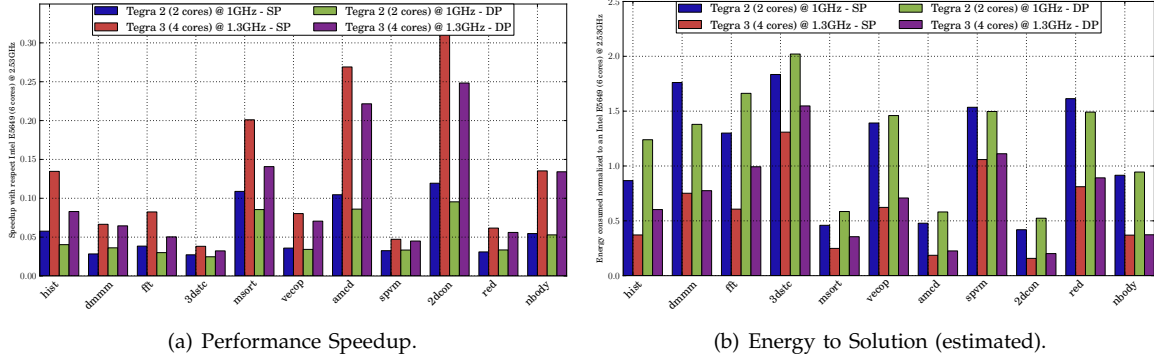 Tegra 2 (2 cores) @ 1GHz - SP
Tegra 3 (4 cores) @ 1.3GHz - SP
Tegra 2 (2 cores) @ 1GHz - DP
Tegra 3 (4 cores) @ 1.3GHz - DP
Speedup with respect Intel E5649 (6 cores) @ 2.53GHz
0.30
0.25
0.20
0.15
0.10
0.05
0.00
hist
dmmm
fft
3dstc
msort
vecop
amcd
spvm
2dcon
red
nbody
(a) Performance Speedup.
Tegra 2 (2 cores) @ 1GHz - SP
Tegra 3 (4 cores) @ 1.3GHz - SP
Tegra 2 (2 cores) @ 1GHz - DP
Tegra 3 (4 cores) @ 1.3GHz - DP
Energy consumed normalized to an Intel E5649 (6 cores) @ 2.53GHz
2.0
1.5
1.0
0.5
0.0
hist
dmmm
fft
3dstc
msort
vecop
amcd
spvm
2dcon
red
nbody
(b) Energy to Solution (estimated).